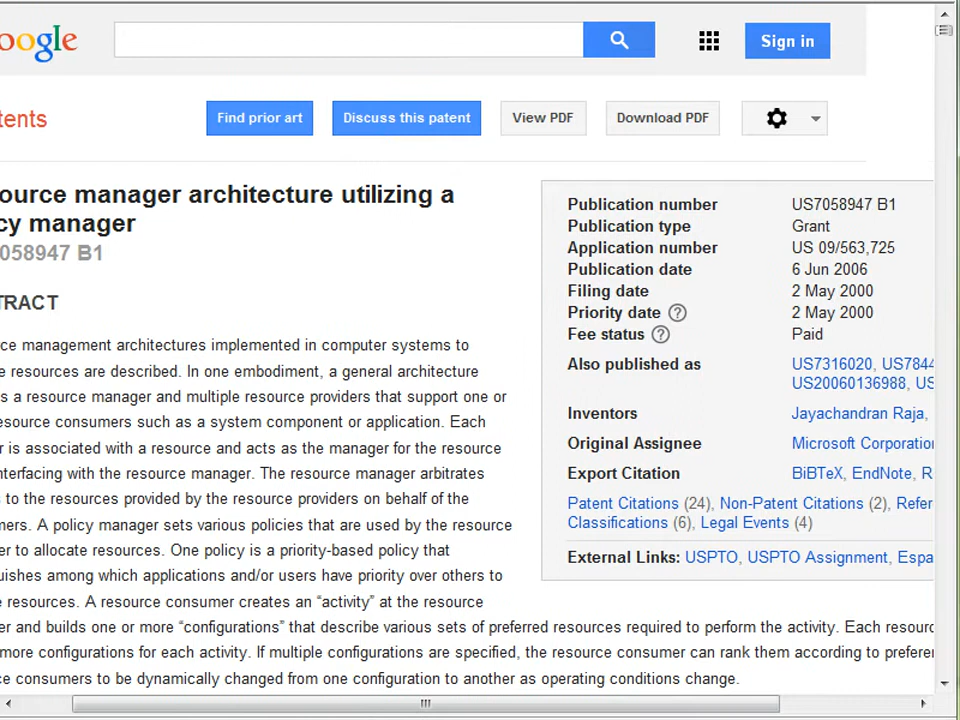 oogle
Sign in
tents
Find prior art
Discuss this patent
View PDF
Download PDF
ource manager architecture utilizing a
cy manager
058947 B1
TRACT
ce management architectures implemented in computer systems to
e resources are described. In one embodiment, a general architecture
s a resource manager and multiple resource providers that support one or
esource consumers such as a system component or application. Each
er is associated with a resource and acts as the manager for the resource
nterfacing with the resource manager. The resource manager arbitrates
s to the resources provided by the resource providers on behalf of the
mers. A policy manager sets various policies that are used by the resource
er to allocate resources. One policy is a priority-based policy that
uishes among which applications and/or users have priority over others to
e resources. A resource consumer creates an “activity” at the resource
er and builds one or more “configurations” that describe various sets of preferred resources required to perform the activity. Each resourc
more configurations for each activity. If multiple configurations are specified, the resource consumer can rank them according to prefere
ce consumers to be dynamically changed from one configuration to another as operating conditions change.
Publication number US7058947 B1
Publication type Grant
Application number US 09/563,725
Publication date 6 Jun 2006
Filing date 2 May 2000
Priority date ? 2 May 2000
Fee status ? Paid
Also published as US7316020, US7844
US20060136988, US
Inventors Jayachandran Raja,
Original Assignee Microsoft Corporation
Export Citation BiBTeX, EndNote, R
Patent Citations (24), Non-Patent Citations (2), Refer
Classifications (6), Legal Events (4)
External Links: USPTO, USPTO Assignment, Espa